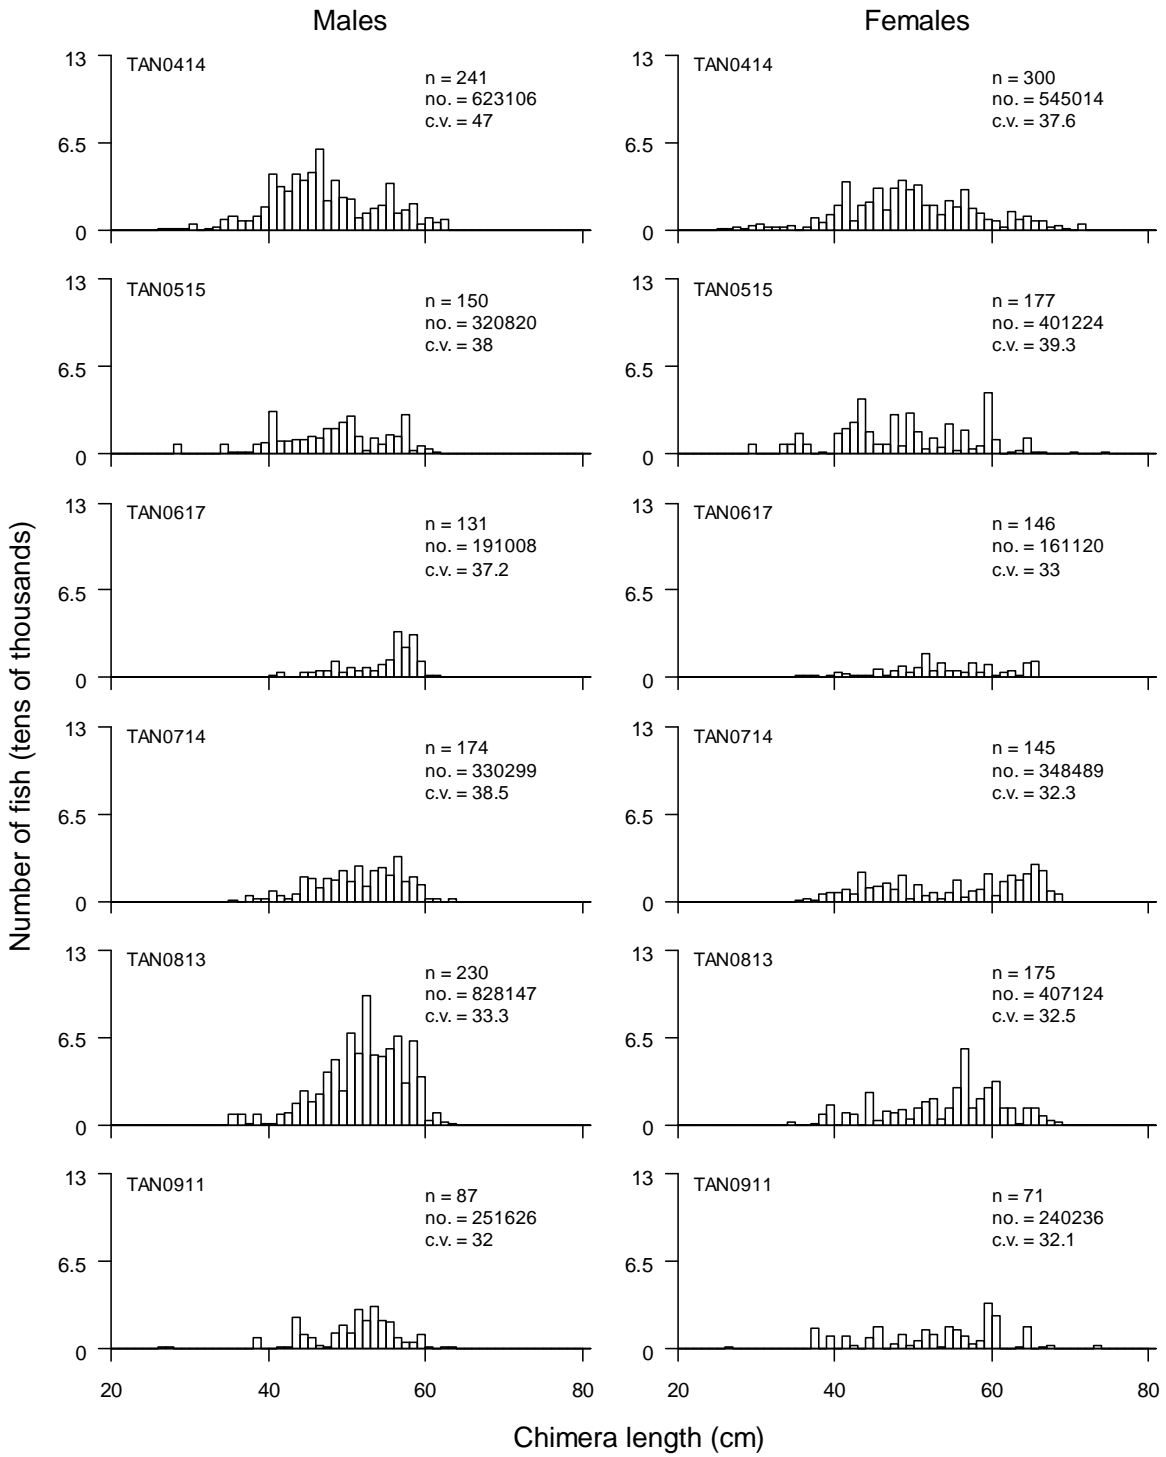 Males Females
13 TAN0414
n = 241
no. = 623106
c.v. = 47
6.5
0
13 TAN0414
n = 300
no. = 545014
c.v. = 37.6
6.5
0
13 TAN0515
n = 150
no. = 320820
c.v. = 38
6.5
0
13 TAN0515
n = 177
no. = 401224
c.v. = 39.3
6.5
0
13 TAN0617
n = 131
no. = 191008
c.v. = 37.2
6.5
0
13 TAN0617
n = 146
no. = 161120
c.v. = 33
6.5
0
13 TAN0714
n = 174
no. = 330299
c.v. = 38.5
6.5
0
13 TAN0714
n = 145
no. = 348489
c.v. = 32.3
6.5
0
13 TAN0813
n = 230
no. = 828147
c.v. = 33.3
6.5
0
13 TAN0813
n = 175
no. = 407124
c.v. = 32.5
6.5
0
13 TAN0911
n = 87
no. = 251626
c.v. = 32
6.5
0
13 TAN0911
n = 71
no. = 240236
c.v. = 32.1
6.5
0
20 40 60 80 20 40 60 80
Chimera length (cm)
Number of fish (tens of thousands)